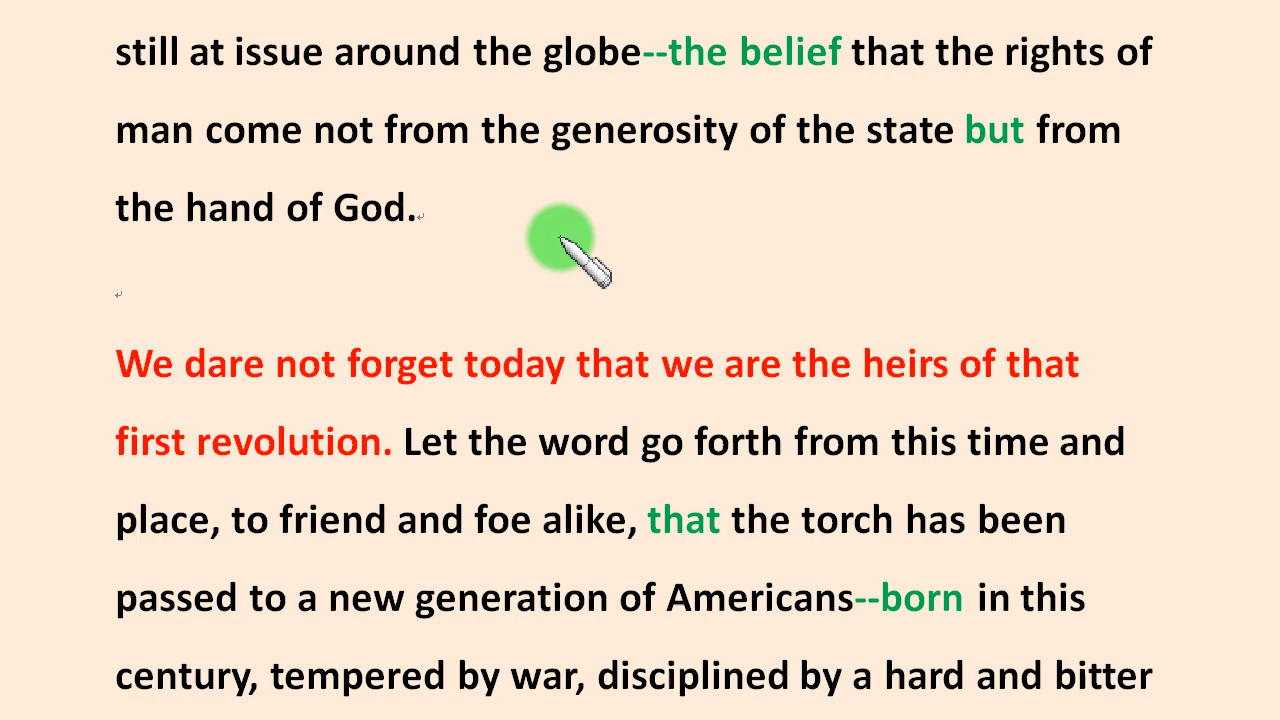 still at issue around the globe--the belief that the rights of
man come not from the generosity of the state but from
the hand of God.
We dare not forget today that we are the heirs of that
first revolution. Let the word go forth from this time and
place, to friend and foe alike, that the torch has been
passed to a new generation of Americans--born in this
century, tempered by war, disciplined by a hard and bitter